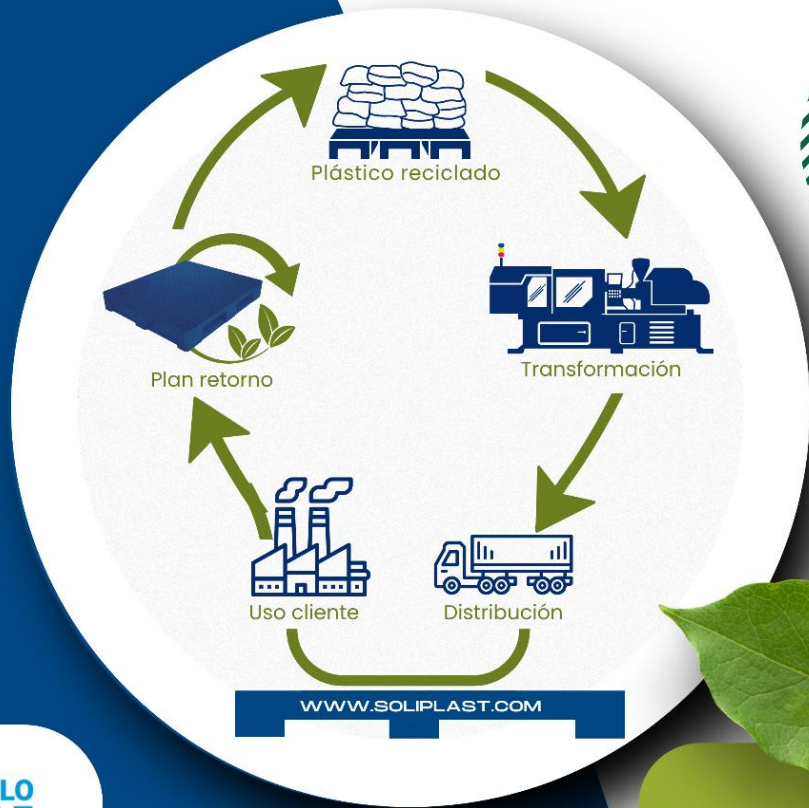 Plástico reciclado
Transformación
Plan retorno
Uso cliente
Distribución
WWW.SOLIPLAST.COM
LO